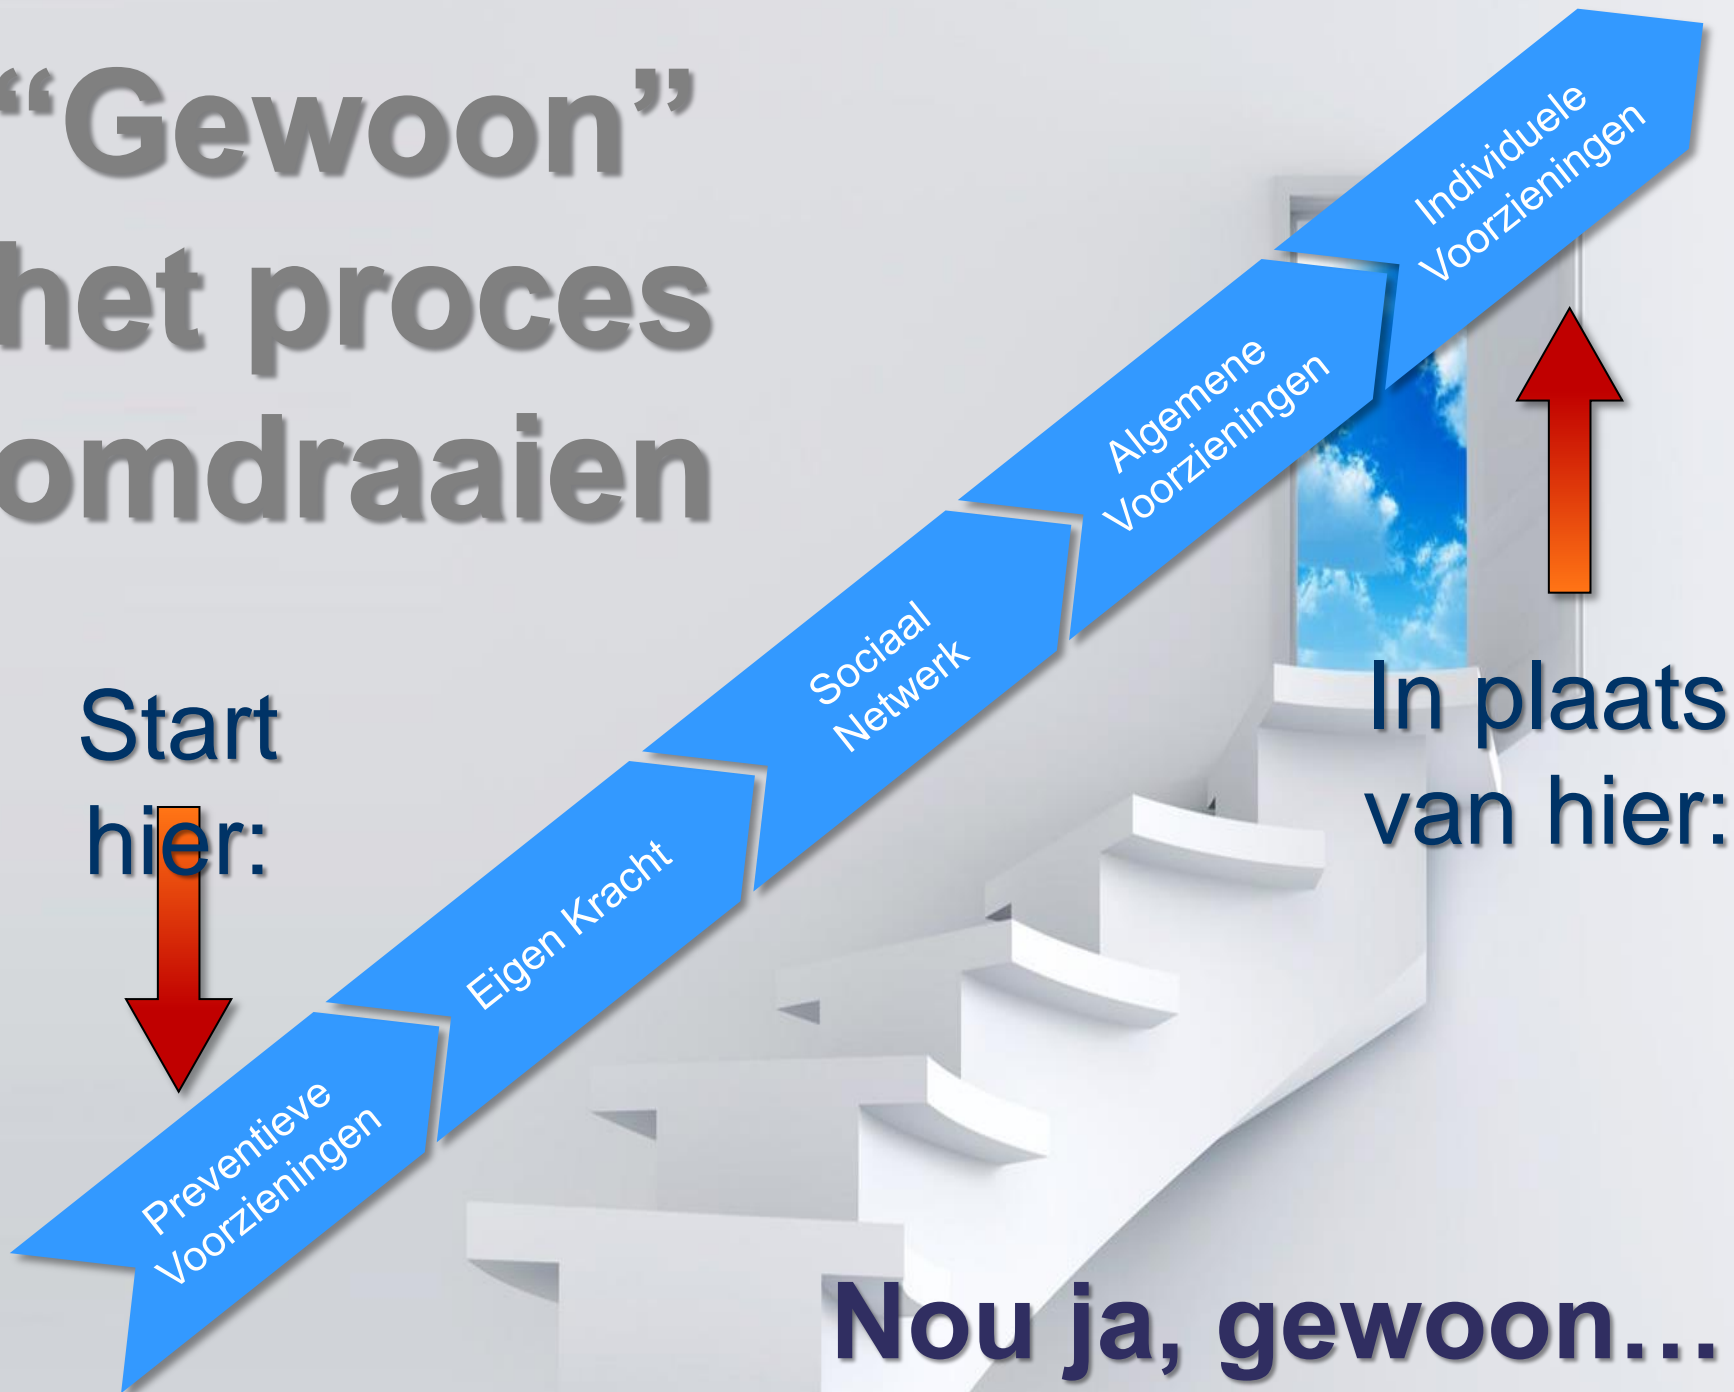 “Gewoon”
het proces
omdraaien
Start
hier:
Preventieve
Voorzieningen
Eigen Kracht
Sociaal
Netwerk
Algemene
Voorzieningen
Individuele
Voorzieningen
In plaats
van hier:
Nou ja, gewoon…